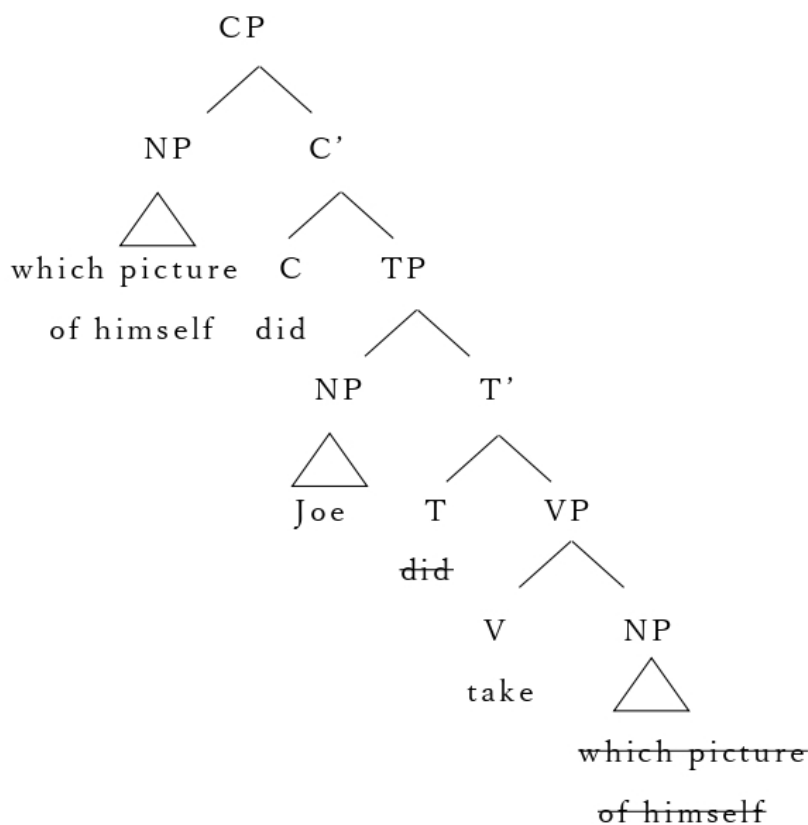 CP
NP C’
which picture C TP
of himself did
NP T’
Joe T VP
did
V NP
take
which picture
of himself